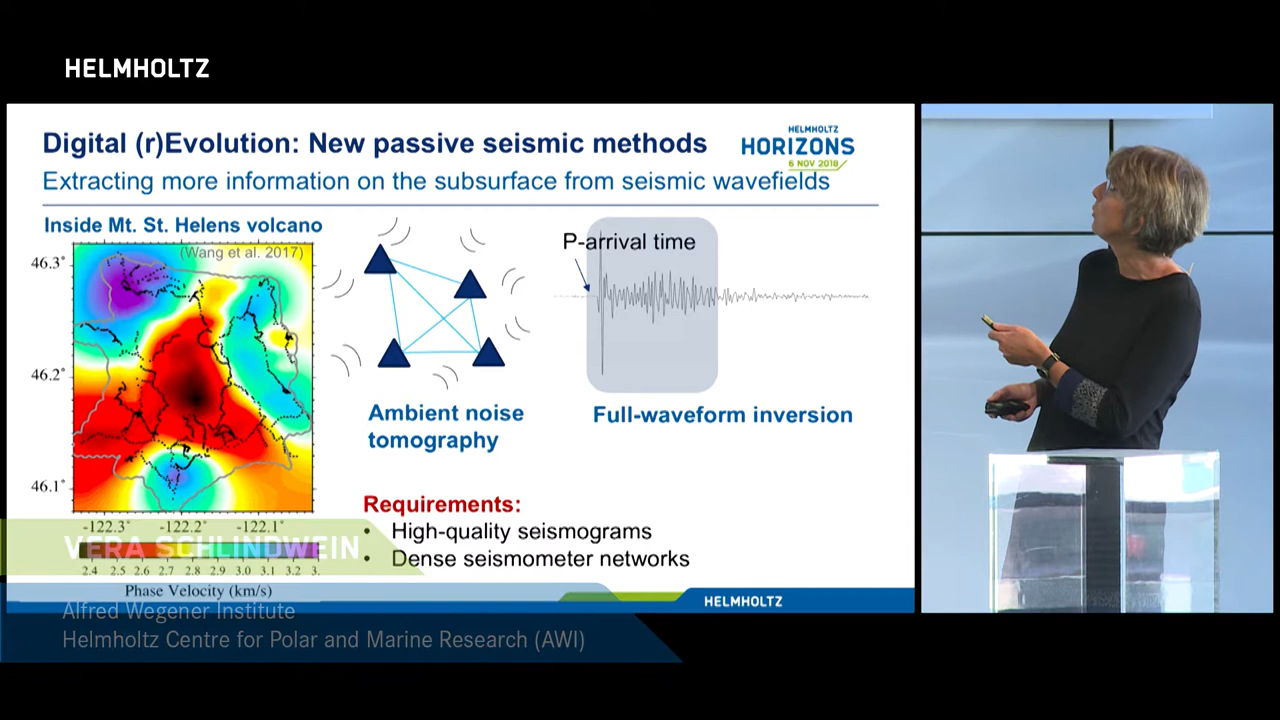 HELMHOLTZ
Digital (r)Evolution: New passive seismic methods
HELMHOLTZ
HORIZONS
6 NOV 2018
Extracting more information on the subsurface from seismic wavefields
Inside Mt. St. Helens volcano
(Wang et al. 2017)
46.3°
46.2°
46.1°
-122.3° -122.2° -122.1°
2.4 2.5 2.6 2.7 2.8 2.9 3.0 3.1 3.2 3.
Phase Velocity (km/s)
P-arrival time
Ambient noise
tomography
Full-waveform inversion
Requirements:
• High-quality seismograms
• Dense seismometer networks
HELMHOLTZ
VERA SCHLINDWEIN
Alfred Wegener Institute
Helmholtz Centre for Polar and Marine Research (AWI)